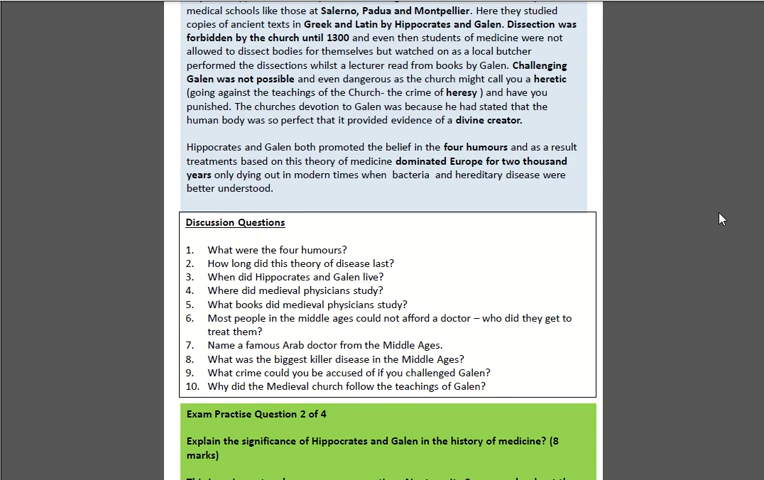 medical schools like those at Salerno, Padua and Montpellier. Here they studied
copies of ancient texts in Greek and Latin by Hippocrates and Galen. Dissection was
forbidden by the church until 1300 and even then students of medicine were not
allowed to dissect bodies for themselves but watched on as a local butcher
performed the dissections whilst a lecturer read from books by Galen. Challenging
Galen was not possible and even dangerous as the church might call you a heretic
(going against the teachings of the Church- the crime of heresy ) and have you
punished. The churches devotion to Galen was because he had stated that the
human body was so perfect that it provided evidence of a divine creator.
Hippocrates and Galen both promoted the belief in the four humours and as a result
treatments based on this theory of medicine dominated Europe for two thousand
years only dying out in modern times when bacteria and hereditary disease were
better understood.
Discussion Questions
1. What were the four humours?
2. How long did this theory of disease last?
3. When did Hippocrates and Galen live?
4. Where did medieval physicians study?
5. What books did medieval physicians study?
6. Most people in the middle ages could not afford a doctor – who did they get to
treat them?
7. Name a famous Arab doctor from the Middle Ages.
8. What was the biggest killer disease in the Middle Ages?
9. What crime could you be accused of if you challenged Galen?
10. Why did the Medieval church follow the teachings of Galen?
Exam Practise Question 2 of 4
Explain the significance of Hippocrates and Galen in the history of medicine? (8
marks)